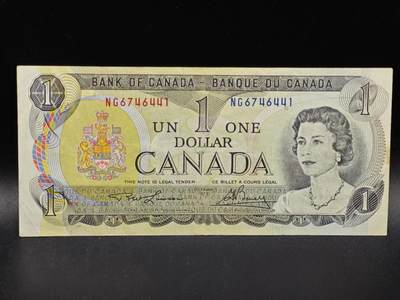 BANK OF CANADA - BANQUE DU CANADA
NG6746441 NG6746441
1 1 1
UN ONE
DOLLAR
CANADA
THIS NOTE IS LEGAL TENDER CE BILLET A COURS LÉGAL
1 1